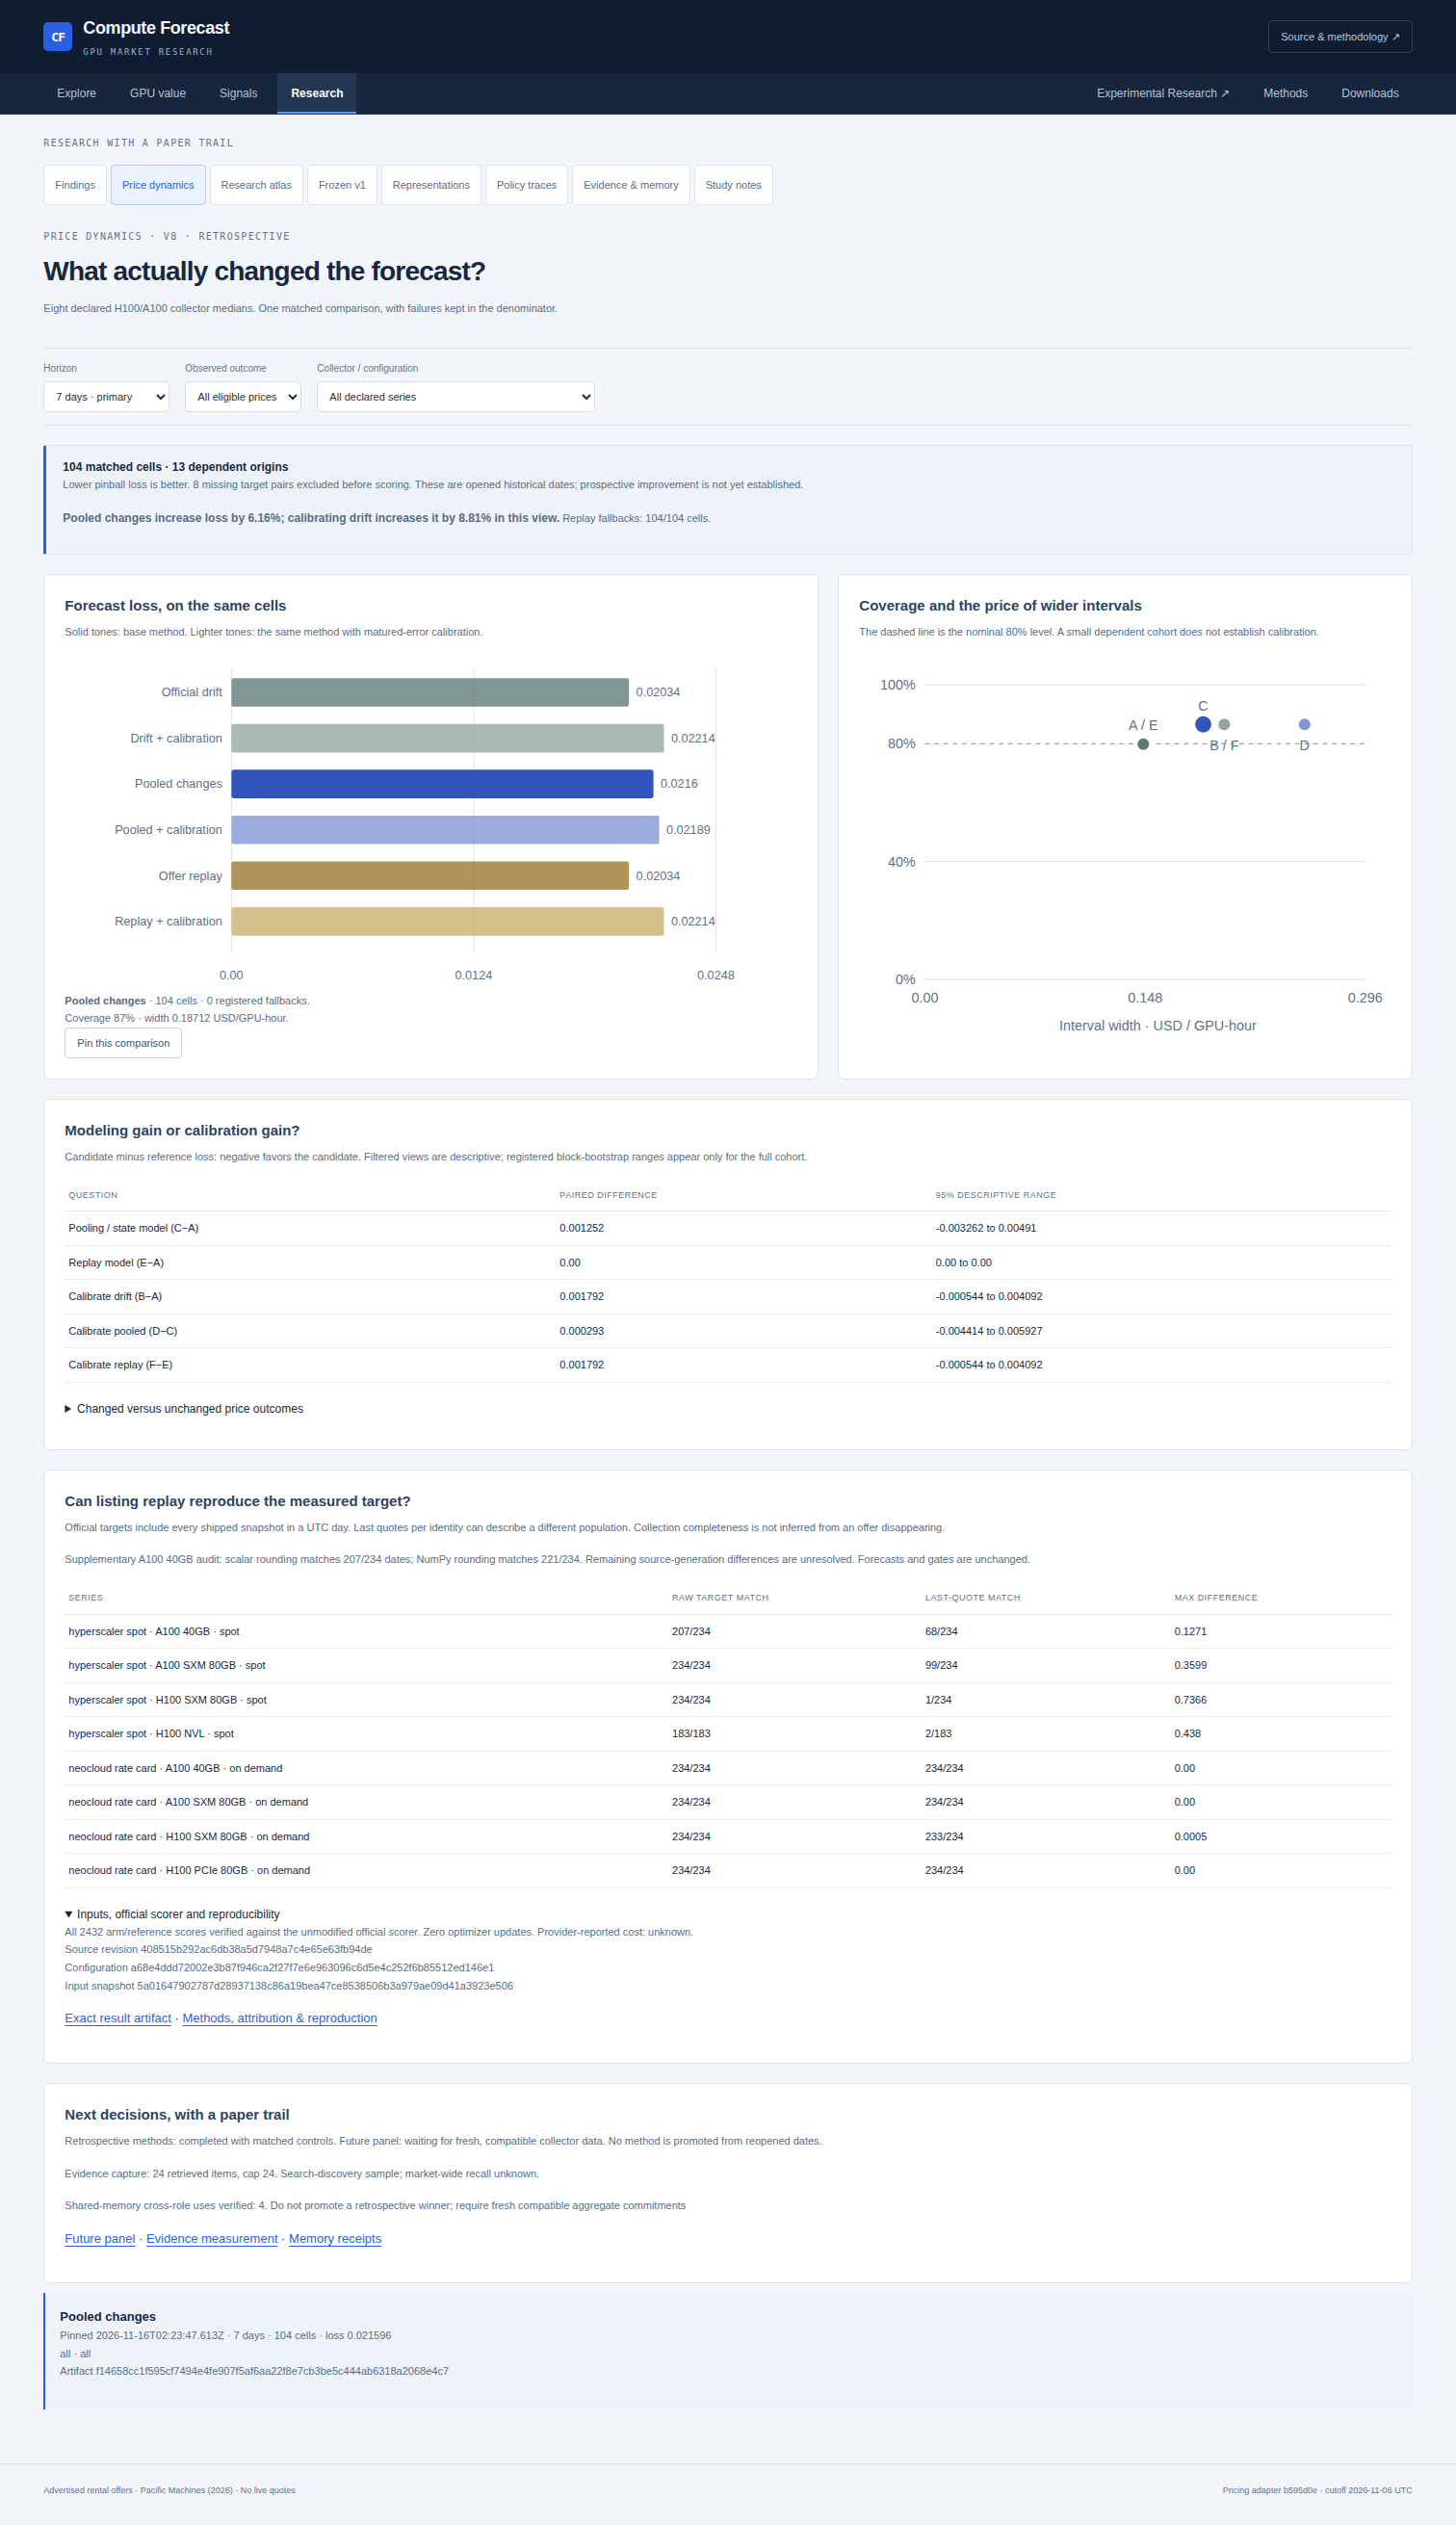 CF
Compute Forecast
GPU MARKET RESEARCH
Source & methodology ↗
Explore
GPU value
Signals
Research
Experimental Research ↗
Methods
Downloads
RESEARCH WITH A PAPER TRAIL
Findings
Price dynamics
Research atlas
Frozen v1
Representations
Policy traces
Evidence & memory
Study notes
PRICE DYNAMICS · V8 · RETROSPECTIVE
What actually changed the forecast?
Eight declared H100/A100 collector medians. One matched comparison, with failures kept in the denominator.
Horizon
Observed outcome
Collector / configuration
7 days · primary
All eligible prices
All declared series
104 matched cells · 13 dependent origins
Lower pinball loss is better. 8 missing target pairs excluded before scoring. These are opened historical dates; prospective improvement is not yet established.
Pooled changes increase loss by 6.16%; calibrating drift increases it by 8.81% in this view. Replay fallbacks: 104/104 cells.
Forecast loss, on the same cells
Solid tones: base method. Lighter tones: the same method with matured-error calibration.
Official drift 0.02034
Drift + calibration 0.02214
Pooled changes 0.0216
Pooled + calibration 0.02189
Offer replay 0.02034
Replay + calibration 0.02214
0.00 0.0124 0.0248
Pooled changes · 104 cells · 0 registered fallbacks.
Coverage 87% · width 0.18712 USD/GPU-hour.
Pin this comparison
Coverage and the price of wider intervals
The dashed line is the nominal 80% level. A small dependent cohort does not establish calibration.
100%
C
A / E
80%
B / F
D
40%
0%
0.00 0.148 0.296
Interval width · USD / GPU-hour
Modeling gain or calibration gain?
Candidate minus reference loss: negative favors the candidate. Filtered views are descriptive; registered block-bootstrap ranges appear only for the full cohort.
QUESTION PAIRED DIFFERENCE 95% DESCRIPTIVE RANGE
Pooling / state model (C−A) 0.001252 -0.003262 to 0.00491
Replay model (E−A) 0.00 0.00 to 0.00
Calibrate drift (B−A) 0.001792 -0.000544 to 0.004092
Calibrate pooled (D−C) 0.000293 -0.004414 to 0.005927
Calibrate replay (F−E) 0.001792 -0.000544 to 0.004092
Changed versus unchanged price outcomes
Can listing replay reproduce the measured target?
Official targets include every shipped snapshot in a UTC day. Last quotes per identity can describe a different population. Collection completeness is not inferred from an offer disappearing.
Supplementary A100 40GB audit: scalar rounding matches 207/234 dates; NumPy rounding matches 221/234. Remaining source-generation differences are unresolved. Forecasts and gates are unchanged.
SERIES RAW TARGET MATCH LAST-QUOTE MATCH MAX DIFFERENCE
hyperscaler spot · A100 40GB · spot 207/234 68/234 0.1271
hyperscaler spot · A100 SXM 80GB · spot 234/234 99/234 0.3599
hyperscaler spot · H100 SXM 80GB · spot 234/234 1/234 0.7366
hyperscaler spot · H100 NVL · spot 183/183 2/183 0.438
neocloud rate card · A100 40GB · on demand 234/234 234/234 0.00
neocloud rate card · A100 SXM 80GB · on demand 234/234 234/234 0.00
neocloud rate card · H100 SXM 80GB · on demand 234/234 233/234 0.0005
neocloud rate card · H100 PCIe 80GB · on demand 234/234 234/234 0.00
Inputs, official scorer and reproducibility
All 2432 arm/reference scores verified against the unmodified official scorer. Zero optimizer updates. Provider-reported cost: unknown.
Source revision 408515b292ac6db38a5d7948a7c4e65e63fb94de
Configuration a68e4ddd72002e3b87f946ca2f27f7e6e963096c6d5e4c252f6b85512ed146e1
Input snapshot 5a01647902787d28937138c86a19bea47ce8538506b3a979ae09d41a3923e506
Exact result artifact · Methods, attribution & reproduction
Next decisions, with a paper trail
Retrospective methods: completed with matched controls. Future panel: waiting for fresh, compatible collector data. No method is promoted from reopened dates.
Evidence capture: 24 retrieved items, cap 24. Search-discovery sample; market-wide recall unknown.
Shared-memory cross-role uses verified: 4. Do not promote a retrospective winner; require fresh compatible aggregate commitments
Future panel · Evidence measurement · Memory receipts
Pooled changes
Pinned 2026-11-16T02:23:47.613Z · 7 days · 104 cells · loss 0.021596
all · all
Artifact f14658cc1f595cf7494e4fe907f5af6aa22f8e7cb3be5c444ab6318a2068e4c7
Advertised rental offers · Pacific Machines (2026) · No live quotes
Pricing adapter b595d0e · cutoff 2026-11-06 UTC